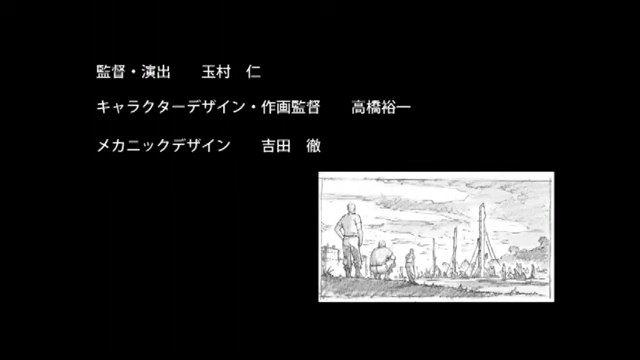 監督・演出　　玉村　仁
キャラクターデザイン・作画監督　　高橋裕一
メカニックデザイン　　吉田　徹